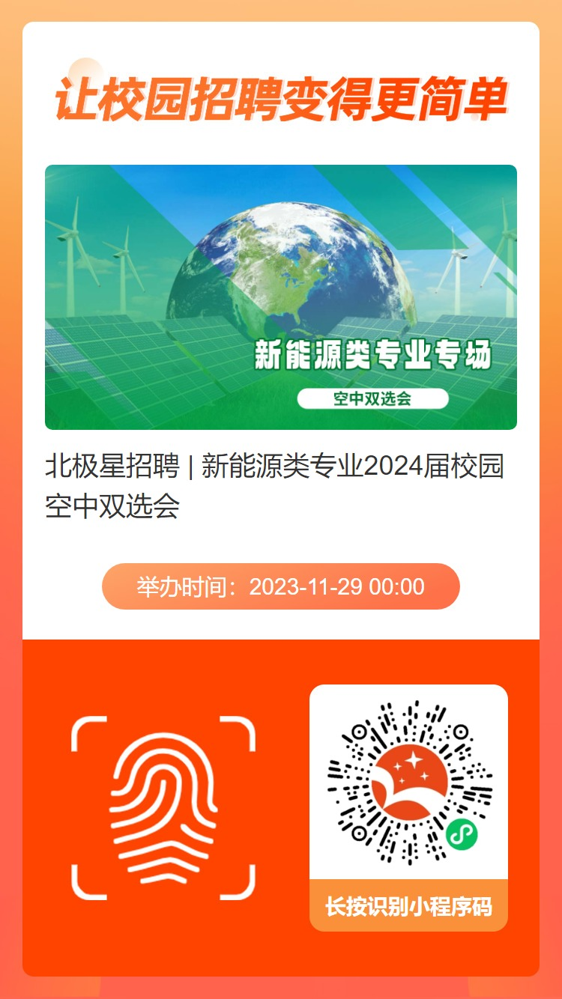 让校园招聘变得更简单
新能源类专业专场
空中双选会
北极星招聘 | 新能源类专业2024届校园
空中双选会
举办时间：2023-11-29 00:00
长按识别小程序码